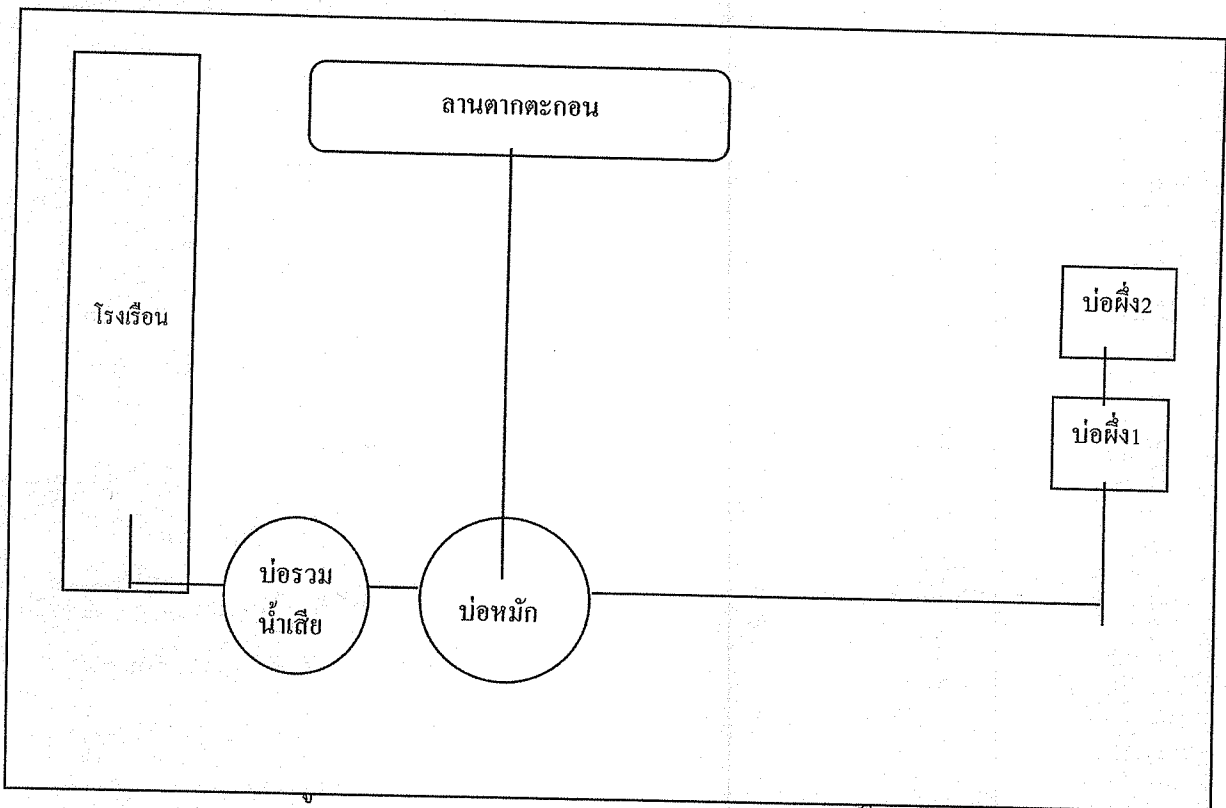 ลานตากตะกอน
โรงเรือน
บ่อผึ่ง2
บ่อผึ่ง1
บ่อรวม
น้ำเสีย
บ่อหมัก